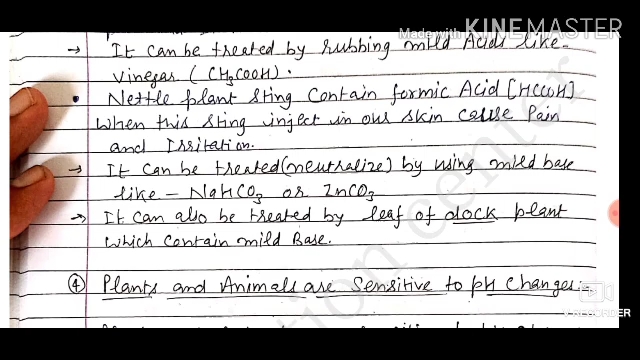 Made with KINEMASTER
→ It can be treated by rubbing mild Acids like-
Vinegar (CH3COOH).
• Nettle plant Sting Contain formic Acid [HCOOH]
When this Sting inject in our Skin Cause Pain
and Irritation.
→ It can be treated (neutralize) by using mild base
like – NaHCO3 or ZnCO3
→ It Can also be treated by leaf of dock plant
which Contain mild Base.
④ Plants and Animals are Sensitive to pH Changes:-